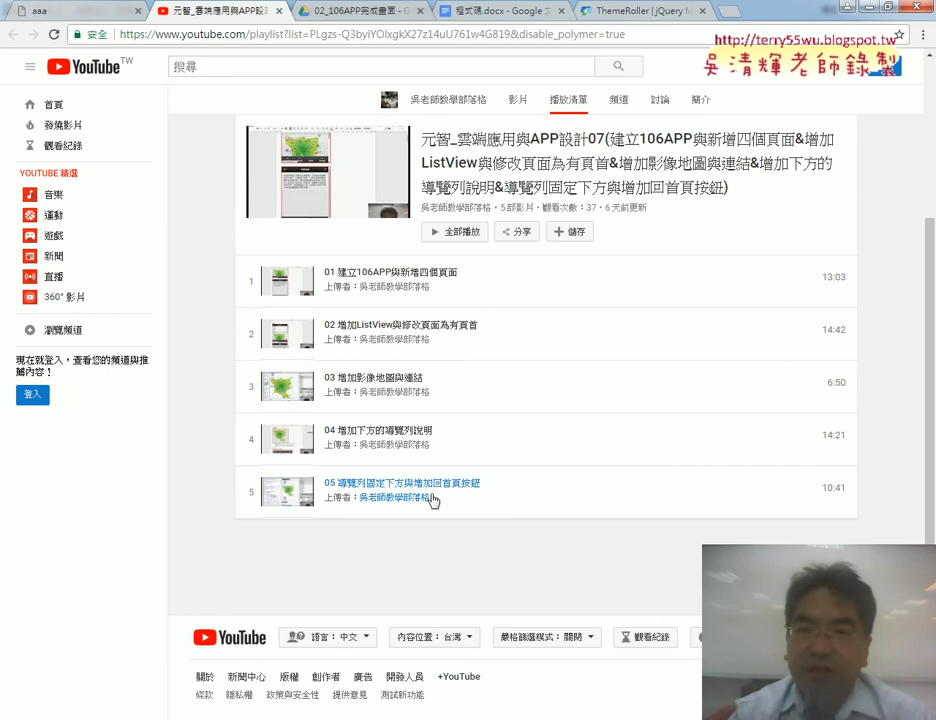 aaa
元智_雲端應用與APP設計
02_106APP完成畫面 - G
程式碼.docx - Google 文
ThemeRoller | jQuery M
安全
https://www.youtube.com/playlist?list=PLgzs-Q3byiYOlxgkX27z14uU761w4G819&disable_polymer=true
http://terry55wu.blogspot.tw
吳清輝老師錄製
YouTube TW
搜尋
首頁
發燒影片
觀看紀錄
YOUTUBE 精選
音樂
運動
遊戲
新聞
直播
360° 影片
瀏覽頻道
現在就登入，查看您的頻道與推
薦內容！
登入
吳老師教學部落格
影片
播放清單
頻道
討論
簡介
元智_雲端應用與APP設計07(建立106APP與新增四個頁面&增加
ListView與修改頁面為有頁首&增加影像地圖與連結&增加下方的
導覽列說明&導覽列固定下方與增加回首頁按鈕)
吳老師教學部落格・5 部影片・觀看次數：37・6 天前更新
全部播放
分享
儲存
1
01 建立106APP與新增四個頁面
上傳者：吳老師教學部落格
13:03
2
02 增加ListView與修改頁面為有頁首
上傳者：吳老師教學部落格
14:42
3
03 增加影像地圖與連結
上傳者：吳老師教學部落格
6:50
4
04 增加下方的導覽列說明
上傳者：吳老師教學部落格
14:21
5
05 導覽列固定下方與增加回首頁按鈕
上傳者：吳老師教學部落格
10:41
YouTube
語言：中文
內容位置：台灣
嚴格篩選模式：關閉
觀看紀錄
關於
新聞中心
版權
創作者
廣告
開發人員
+YouTube
條款
隱私權
政策與安全性
提供意見
測試新功能